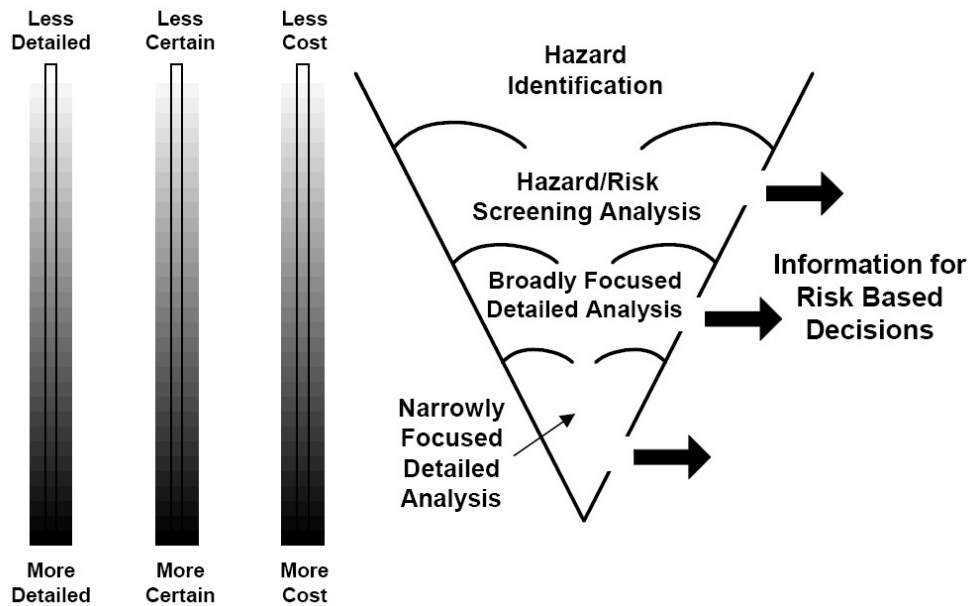 Less
Detailed
Less
Certain
Less
Cost
Hazard
Identification
Hazard/Risk
Screening Analysis
Broadly Focused
Detailed Analysis
Information for
Risk Based
Decisions
Narrowly
Focused
Detailed
Analysis
More
Detailed
More
Certain
More
Cost